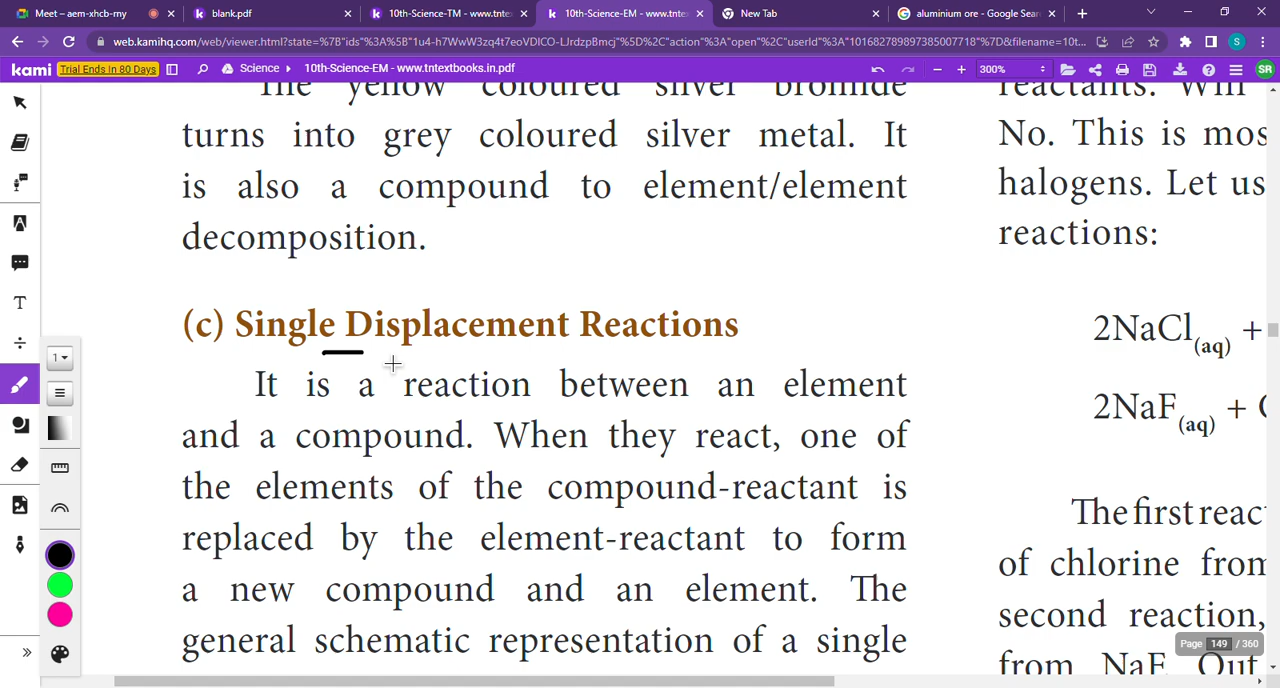 Meet – aem-xhcb-rny
blank.pdf
10th-Science-TM - www.tnte
10th-Science-EM - www.tnte
New Tab
aluminium ore - Google Sear
web.kamihq.com/web/viewer.html?state=%7B"ids"%3A%5B"1u4-h7WwW3zq4t7eoVDICO-LJrdzpBmcj"%5D%2C"action"%3A"open"%2C"userId"%3A"101682789897385007718"%7D&filename=10t...
S
kami
Trial Ends In 80 Days
Science
10th-Science-EM - www.tntextbooks.in.pdf
300%
SR
The yellow coloured silver bromide
turns into grey coloured silver metal. It
is also a compound to element/element
decomposition.
(c) Single Displacement Reactions
It is a reaction between an element
and a compound. When they react, one of
the elements of the compound-reactant is
replaced by the element-reactant to form
a new compound and an element. The
general schematic representation of a single
reactants. Will
No. This is mos
halogens. Let us
reactions:
2NaCl(aq) +
2NaF(aq) +
The first reac
of chlorine from
second reaction,
from NaF. Out
T
1
Page 149 / 360